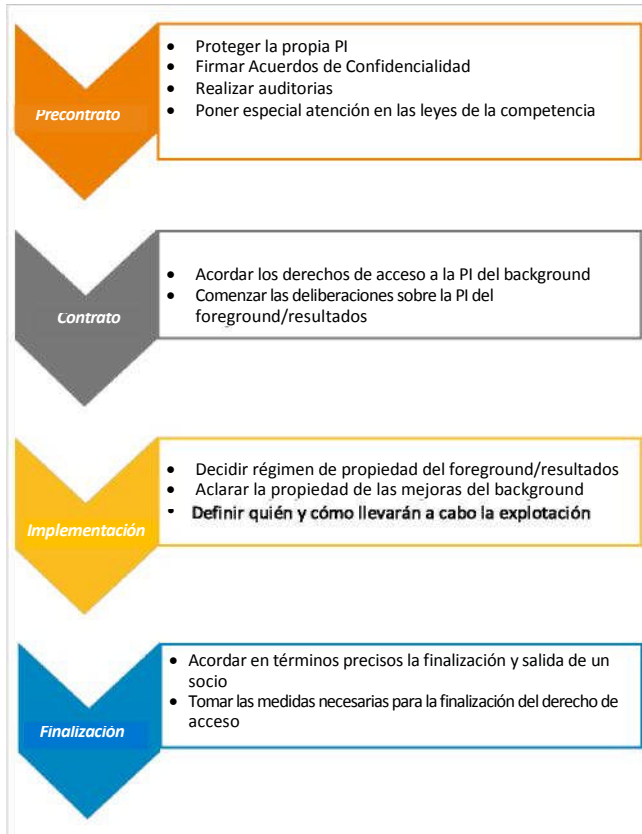 Precontrato
• Proteger la propia PI
• Firmar Acuerdos de Confidencialidad
• Realizar auditorias
• Poner especial atención en las leyes de la competencia
Contrato
• Acordar los derechos de acceso a la PI del background
• Comenzar las deliberaciones sobre la PI del
foreground/resultados
Implementación
• Decidir régimen de propiedad del foreground/resultados
• Aclarar la propiedad de las mejoras del background
• Definir quién y cómo llevarán a cabo la explotación
Finalización
• Acordar en términos precisos la finalización y salida de un
socio
• Tomar las medidas necesarias para la finalización del derecho de
acceso